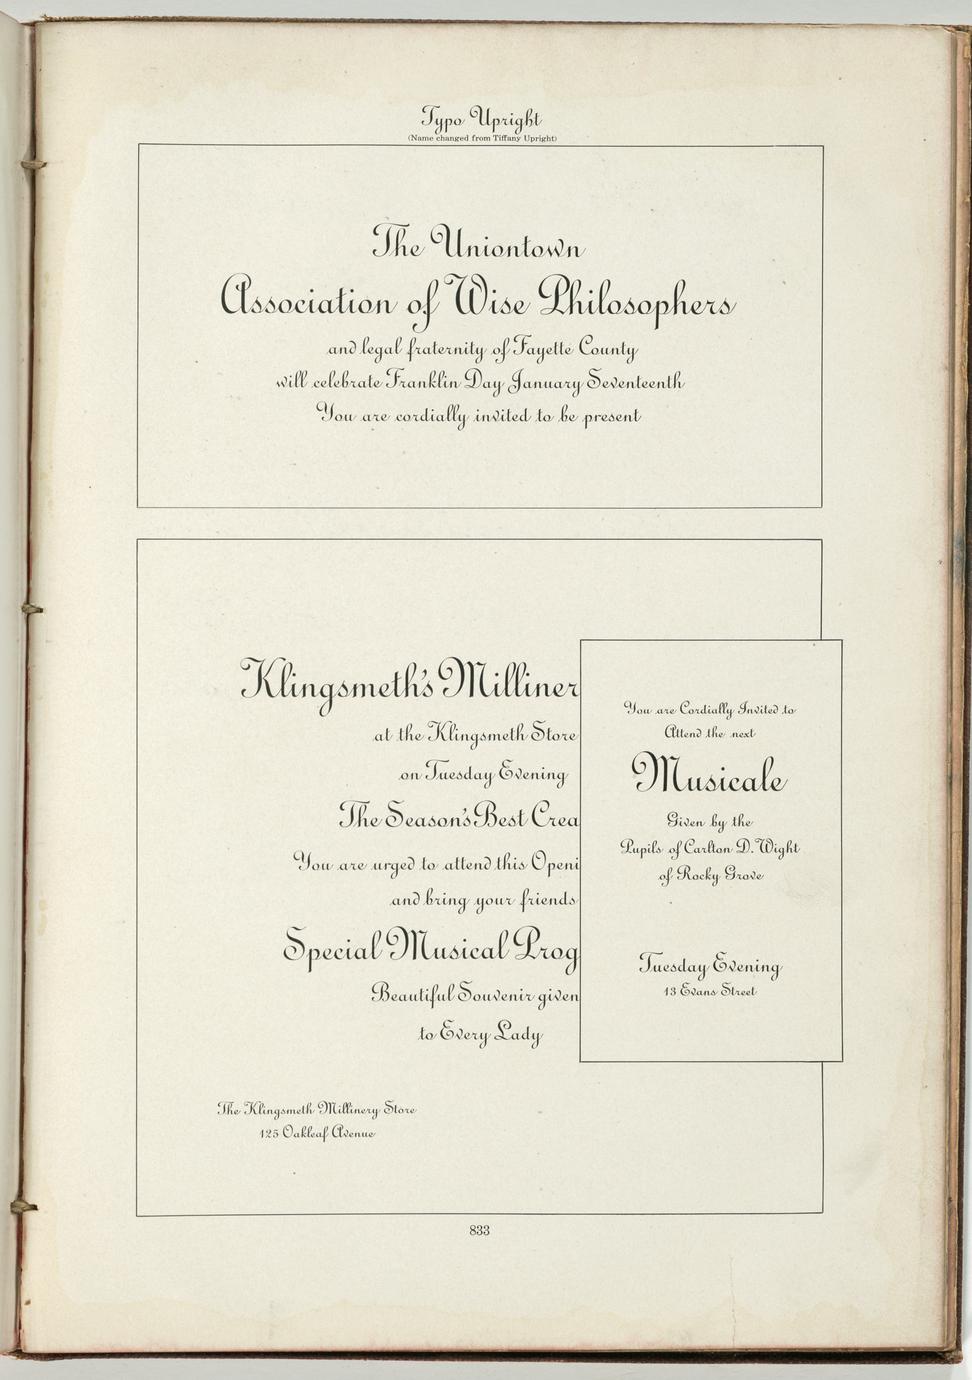 Typo Upright
(Name changed from Tiffany Upright)
The Uniontown
Association of Wise Philosophers
and legal fraternity of Fayette County
will celebrate Franklin Day January Seventeenth
You are cordially invited to be present
Klingsmeth's Milliner
at the Klingsmeth Store
on Tuesday Evening
The Season's Best Crea
You are urged to attend this Openi
and bring your friends
Special Musical Prog
Beautiful Souvenir given
to Every Lady
The Klingsmeth Millinery Store
125 Oakleaf Avenue
You are Cordially Invited to
Attend the next
Musicale
Given by the
Pupils of Carlton D. Wight
of Rocky Grove
Tuesday Evening
13 Evans Street
833